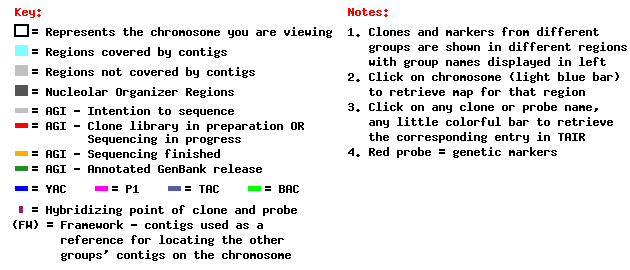 Key:
= Represents the chromosome you are viewing
= Regions covered by contigs
= Regions not covered by contigs
= Nucleolar Organizer Regions
= AGI - Intention to sequence
= AGI - Clone library in preparation OR
Sequencing in progress
= AGI - Sequencing finished
= AGI - Annotated GenBank release
= YAC = P1 = TAC = BAC
= Hybridizing point of clone and probe
(FW) = Framework - contigs used as a
reference for locating the other
groups' contigs on the chromosome
Notes:
1. Clones and markers from different
groups are shown in different regions
with group names displayed in left
2. Click on chromosome (light blue bar)
to retrieve map for that region
3. Click on any clone or probe name,
any little colorful bar to retrieve
the corresponding entry in TAIR
4. Red probe = genetic markers